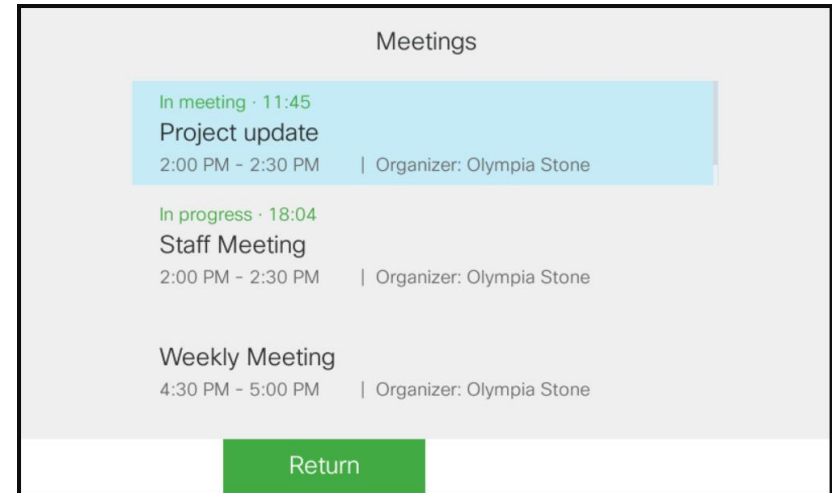 Meetings
In meeting · 11:45
Project update
2:00 PM - 2:30 PM | Organizer: Olympia Stone
In progress · 18:04
Staff Meeting
2:00 PM - 2:30 PM | Organizer: Olympia Stone
Weekly Meeting
4:30 PM - 5:00 PM | Organizer: Olympia Stone
Return